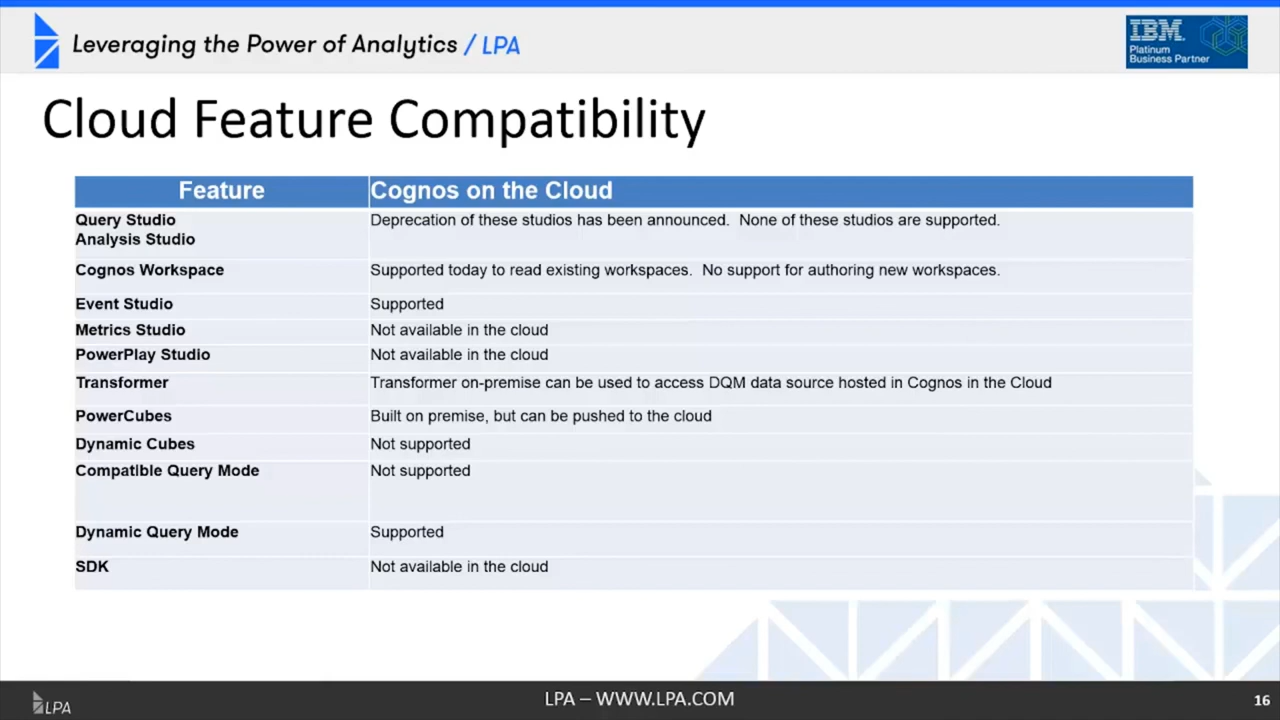 Leveraging the Power of Analytics / LPA
IBM
Platinum
Business Partner
Cloud Feature Compatibility
Feature Cognos on the Cloud
Query Studio Deprecation of these studios has been announced.  None of these studios are supported.
Analysis Studio
Cognos Workspace Supported today to read existing workspaces.  No support for authoring new workspaces.
Event Studio Supported
Metrics Studio Not available in the cloud
PowerPlay Studio Not available in the cloud
Transformer Transformer on-premise can be used to access DQM data source hosted in Cognos in the Cloud
PowerCubes Built on premise, but can be pushed to the cloud
Dynamic Cubes Not supported
Compatible Query Mode Not supported
Dynamic Query Mode Supported
SDK Not available in the cloud
LPA LPA – WWW.LPA.COM 16